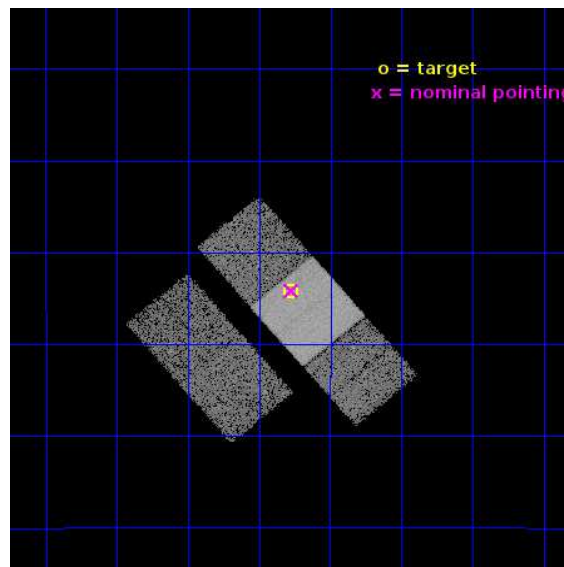 o = target
x = nominal pointing